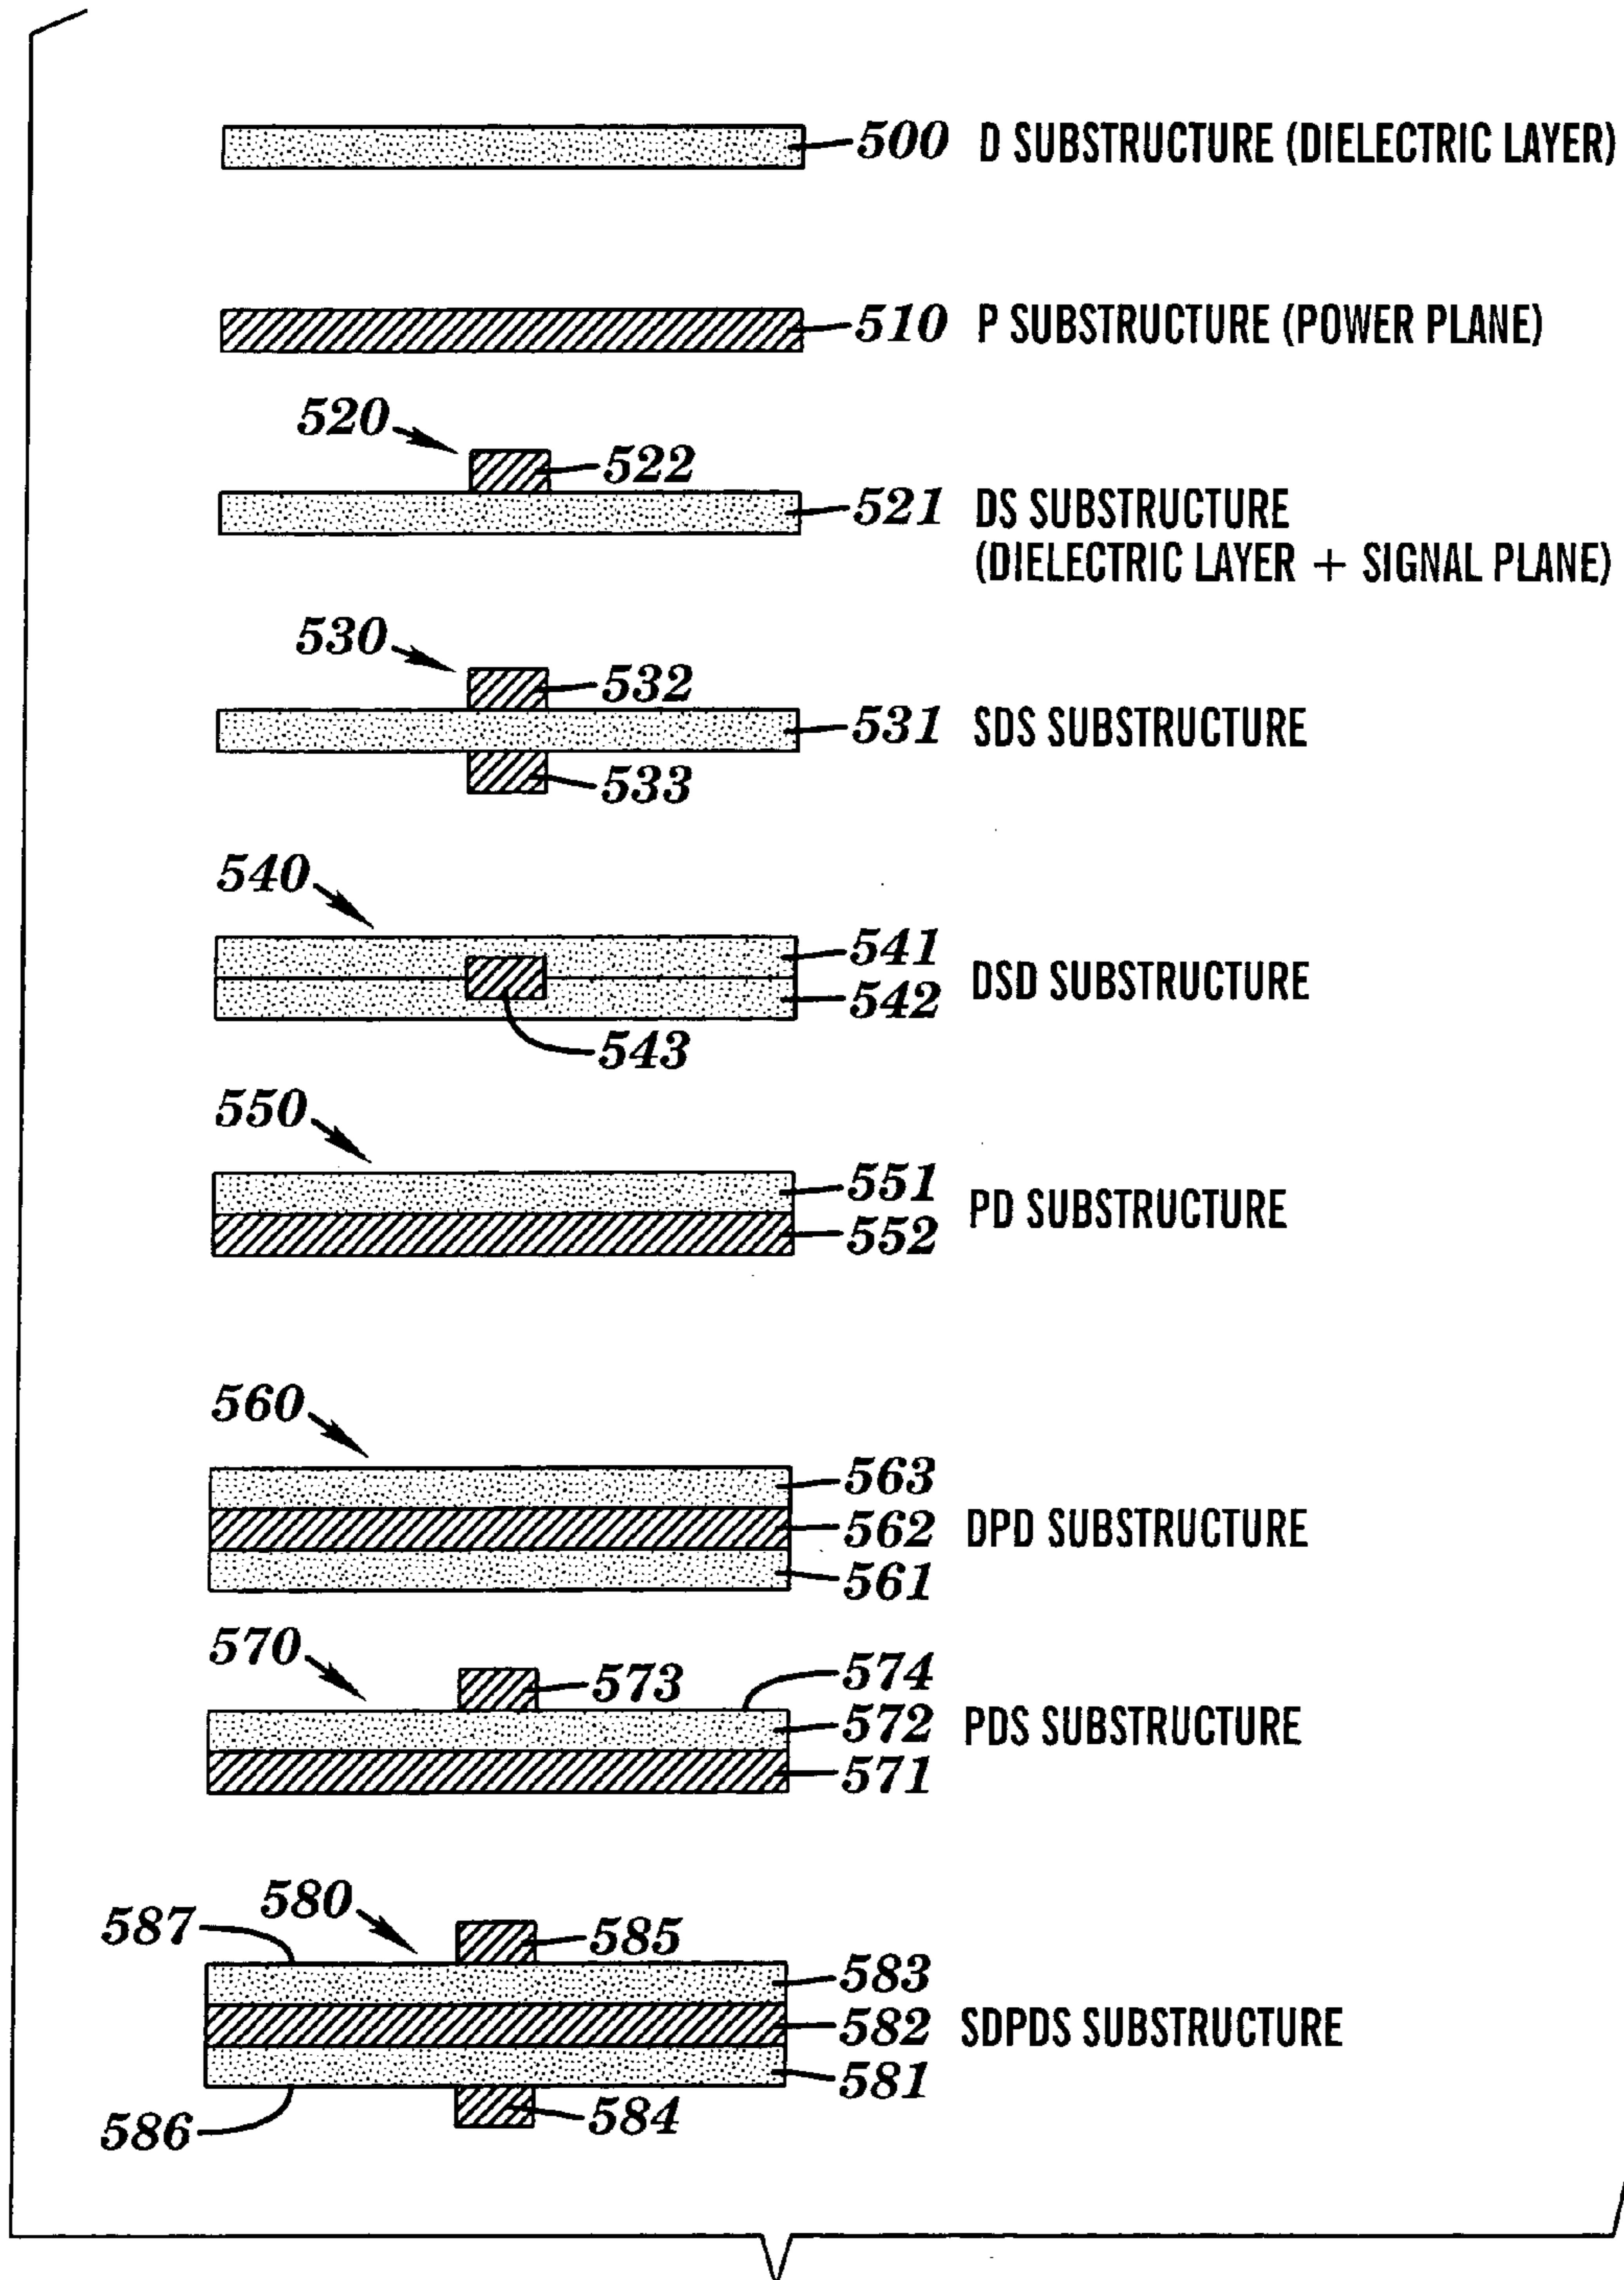 500 D SUBSTRUCTURE (DIELECTRIC LAYER)
510 P SUBSTRUCTURE (POWER PLANE)
520
522
521 DS SUBSTRUCTURE
(DIELECTRIC LAYER + SIGNAL PLANE)
530
532
531 SDS SUBSTRUCTURE
533
540
541
DSD SUBSTRUCTURE
542
543
550
551
PD SUBSTRUCTURE
552
560
563
562 DPD SUBSTRUCTURE
561
570
573
574
572 PDS SUBSTRUCTURE
571
580
587
585
583
582 SDPDS SUBSTRUCTURE
581
584
586